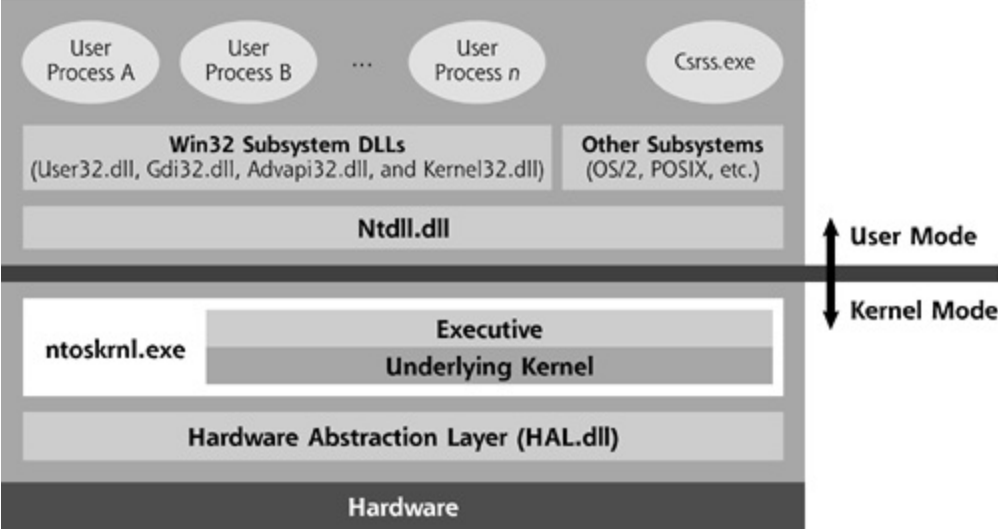 User
Process A
User
Process B
...
User
Process n
Csrss.exe
Win32 Subsystem DLLs
(User32.dll, Gdi32.dll, Advapi32.dll, and Kernel32.dll)
Other Subsystems
(OS/2, POSIX, etc.)
Ntdll.dll
User Mode
Kernel Mode
ntoskrnl.exe
Executive
Underlying Kernel
Hardware Abstraction Layer (HAL.dll)
Hardware